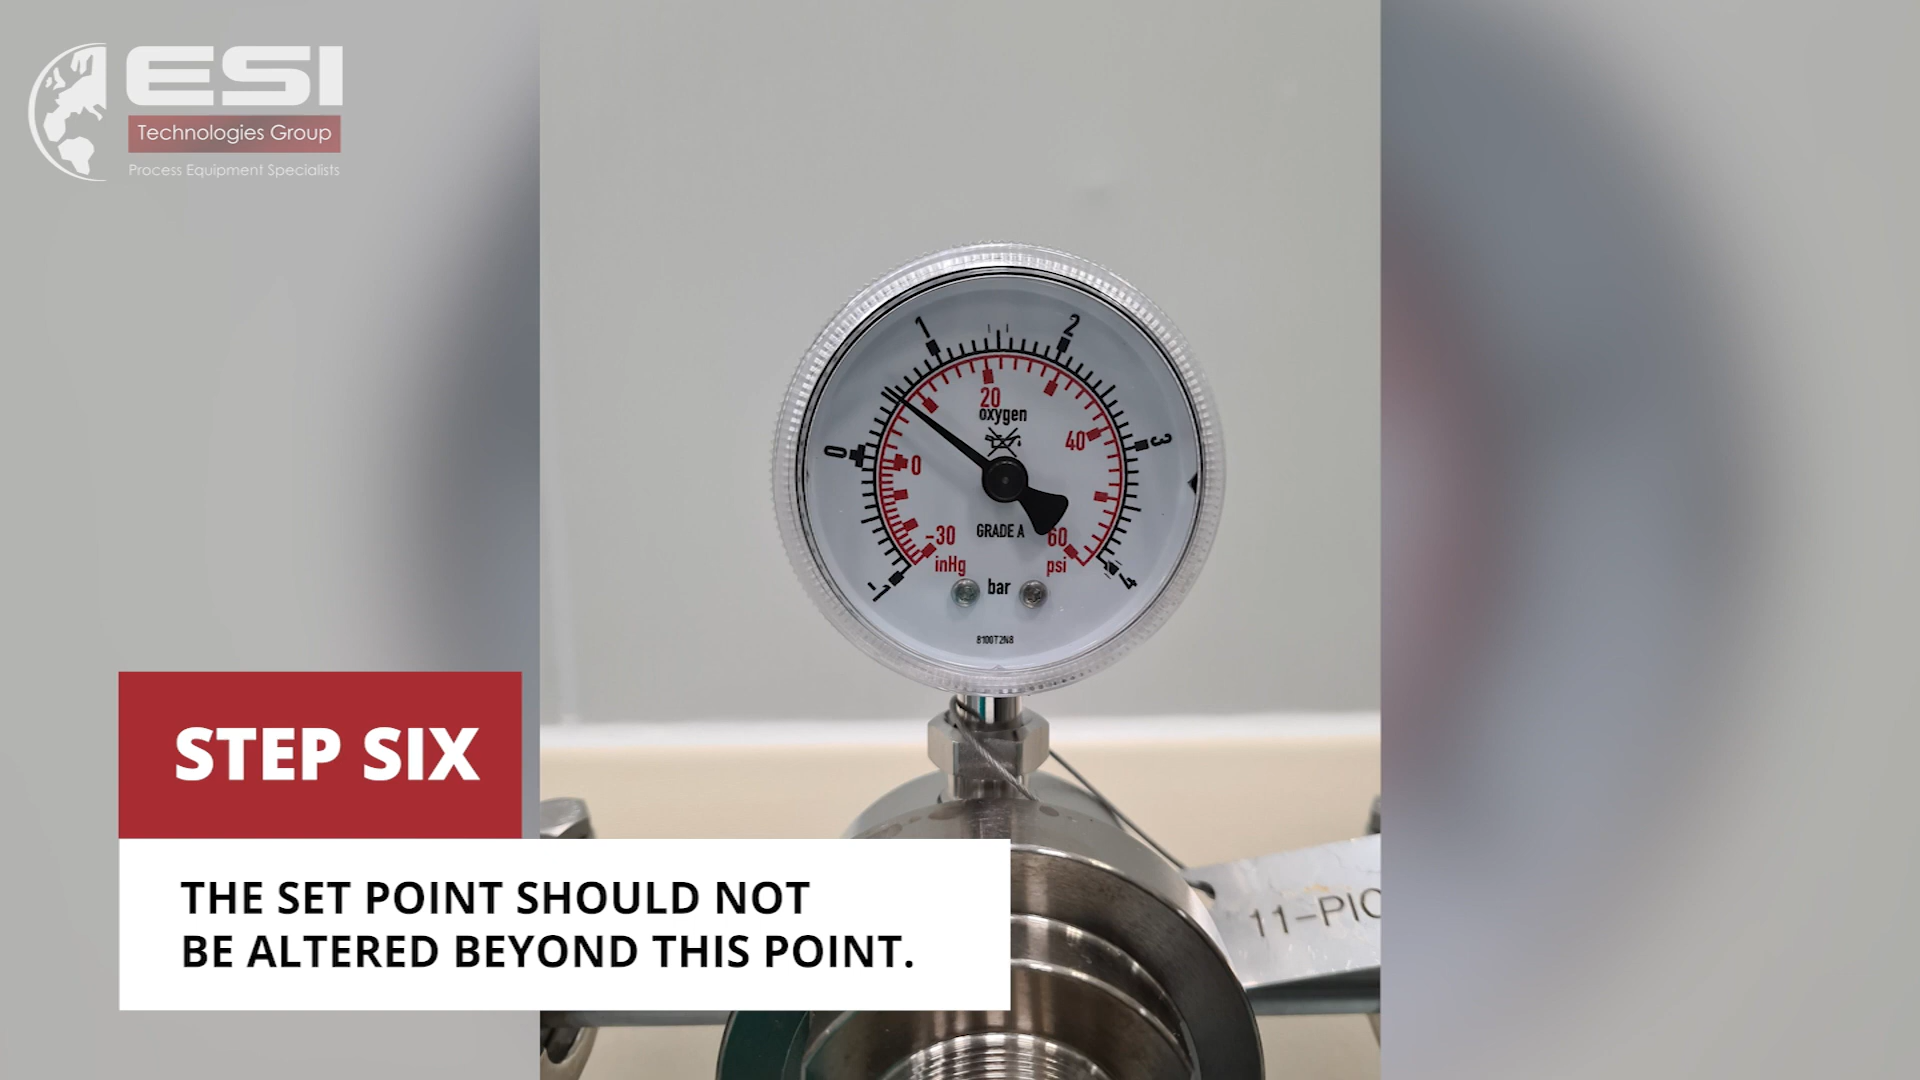 ESI
Technologies Group
Process Equipment Specialists
1
2
20
oxygen
0
0
40
3
-30
GRADE A
60
inHg
psi
-1
bar
4
8100T2N8
STEP SIX
THE SET POINT SHOULD NOT
BE ALTERED BEYOND THIS POINT.
11-PIC